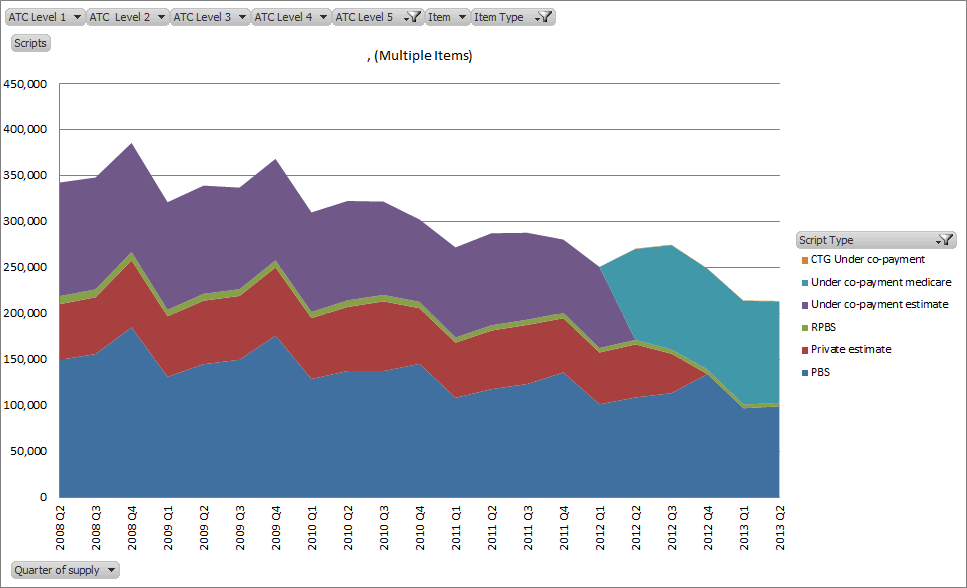 ATC Level 1 ATC  Level 2 ATC Level 3 ATC Level 4 ATC Level 5 Item Item Type
Scripts
, (Multiple Items)
450,000
400,000
350,000
300,000
250,000
200,000
150,000
100,000
50,000
0
2008 Q2
2008 Q3
2008 Q4
2009 Q1
2009 Q2
2009 Q3
2009 Q4
2010 Q1
2010 Q2
2010 Q3
2010 Q4
2011 Q1
2011 Q2
2011 Q3
2011 Q4
2012 Q1
2012 Q2
2012 Q3
2012 Q4
2013 Q1
2013 Q2
Script Type
CTG Under co-payment
Under co-payment medicare
Under co-payment estimate
RPBS
Private estimate
PBS
Quarter of supply